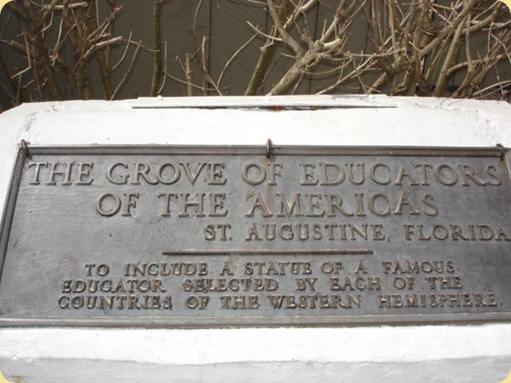 THE GROVE OF EDUCATORS
OF THE AMERICAS
ST. AUGUSTINE, FLORIDA
TO INCLUDE A STATUE OF A FAMOUS
EDUCATOR SELECTED BY EACH OF THE
COUNTRIES OF THE WESTERN HEMISPHERE.